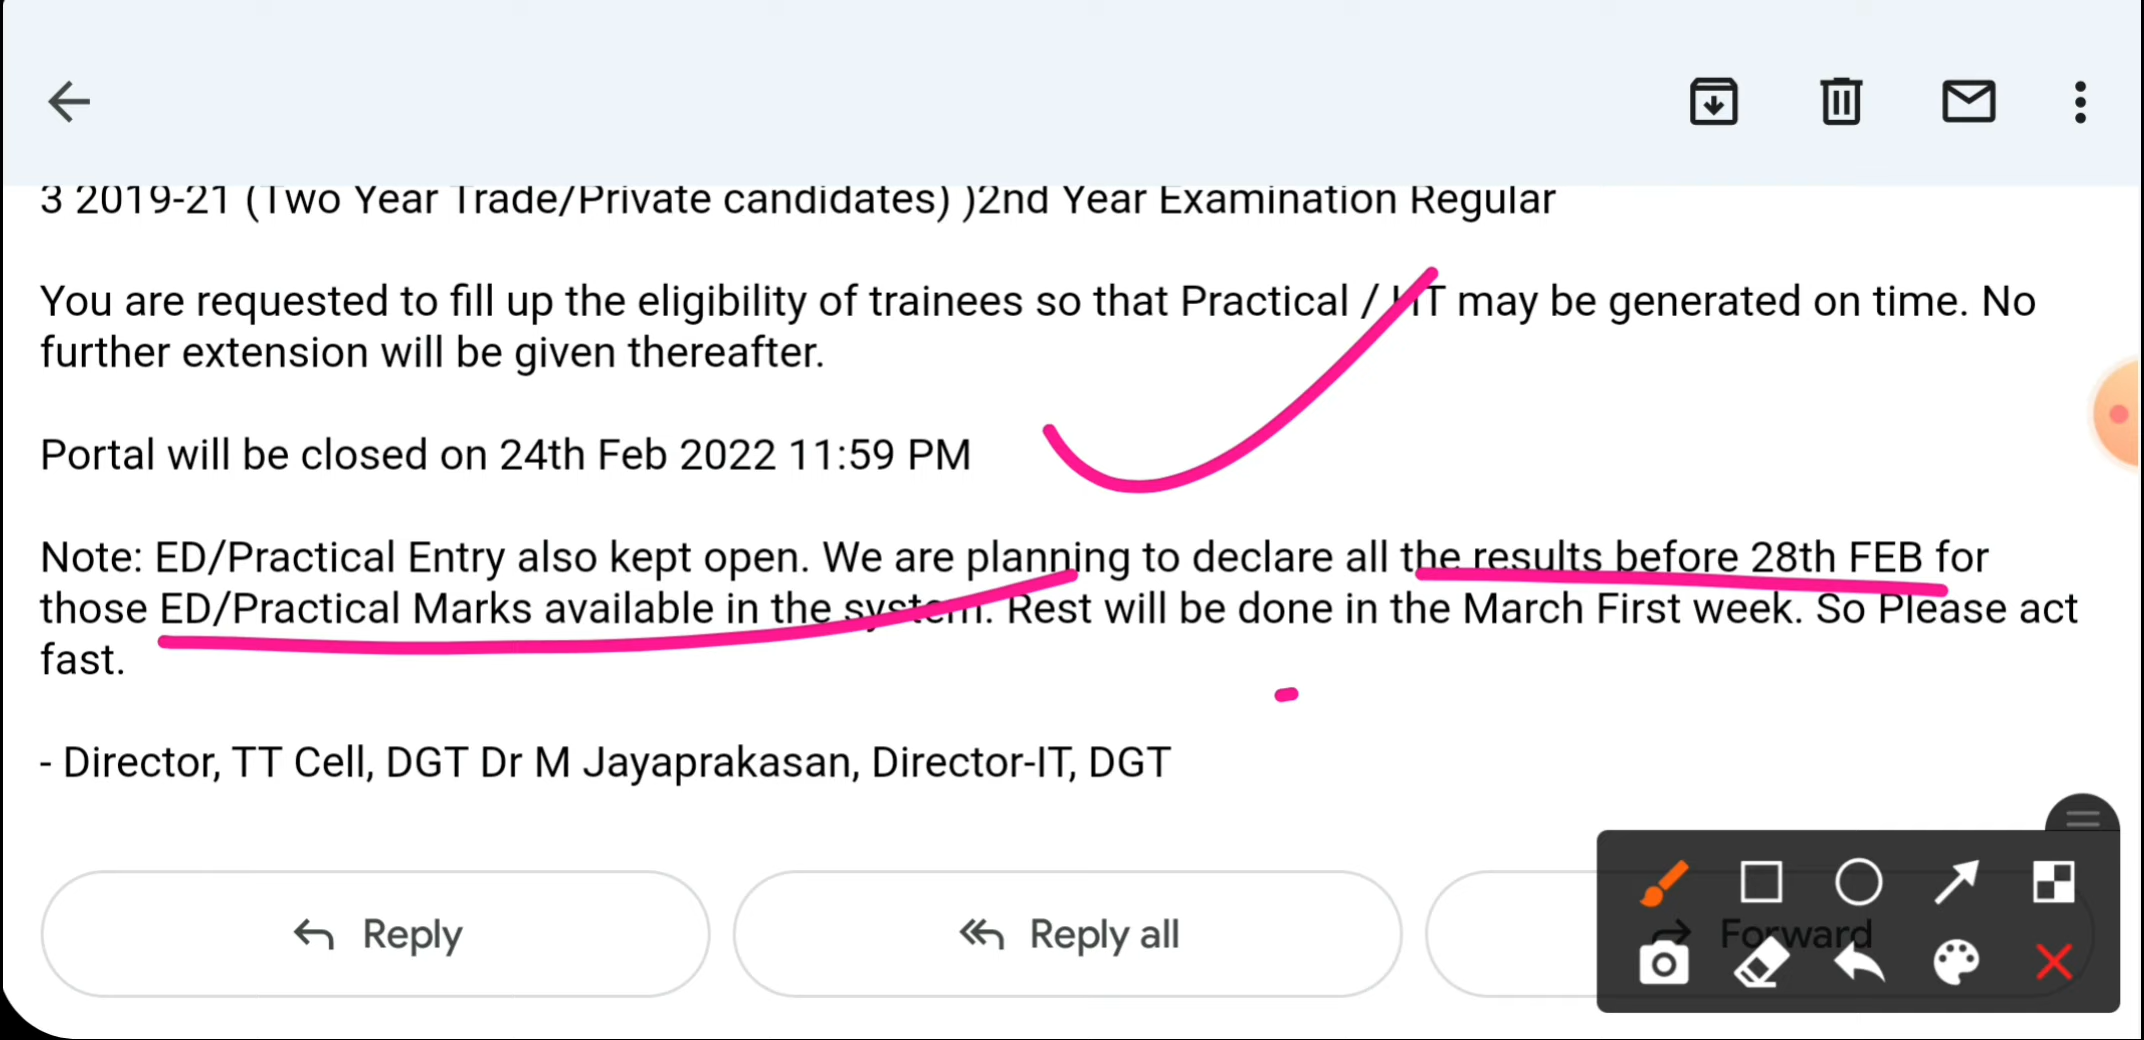 3 2019-21 (Two Year Trade/Private candidates) )2nd Year Examination Regular
You are requested to fill up the eligibility of trainees so that Practical / HT may be generated on time. No
further extension will be given thereafter.
Portal will be closed on 24th Feb 2022 11:59 PM
Note: ED/Practical Entry also kept open. We are planning to declare all the results before 28th FEB for
those ED/Practical Marks available in the system. Rest will be done in the March First week. So Please act
fast.
- Director, TT Cell, DGT Dr M Jayaprakasan, Director-IT, DGT
Reply
Reply all
Forward